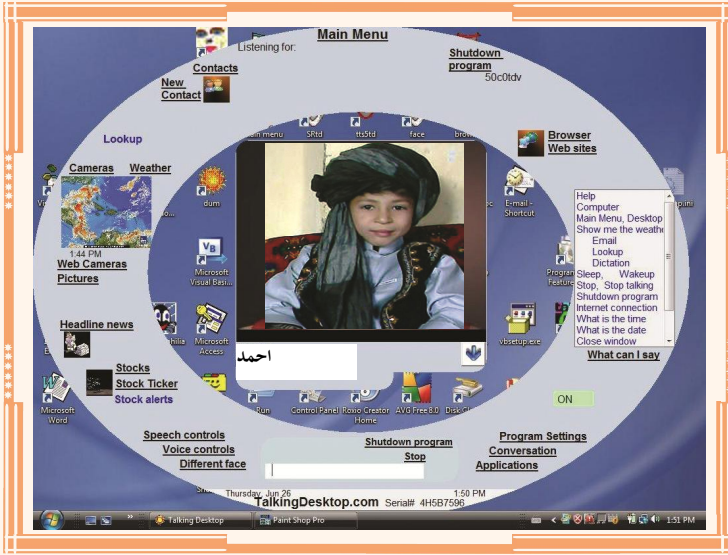 Main Menu
Listening for:
Shutdown
program
50c0tdv
Contacts
New
Contact
Lookup
main menu
SRtd
tts5td
face
Browser
Web sites
Cameras
Weather
dum
E-mail -
Shortcut
Help
Computer
Main Menu, Desktop
Show me the weathe
Email
Lookup
Dictation
Sleep, Wakeup
Stop, Stop talking
Shutdown program
Internet connection
What is the time
What is the date
Close window
What can I say
1:44 PM
Web Cameras
Pictures
VB
Microsoft
Visual Basi...
Program
Feature
Headline news
Microsoft
Access
vbsetup.exe
احمد
Stocks
Stock Ticker
Stock alerts
Microsoft
Word
Run
Control Panel
Roxio Creator
Home
AVG Free 8.0
ON
Speech controls
Voice controls
Different face
Shutdown program
Stop
Program Settings
Conversation
Applications
Thursday, Jun 26
1:50 PM
TalkingDesktop.com Serial# 4H5B7596
Talking Desktop
Paint Shop Pro
1:51 PM